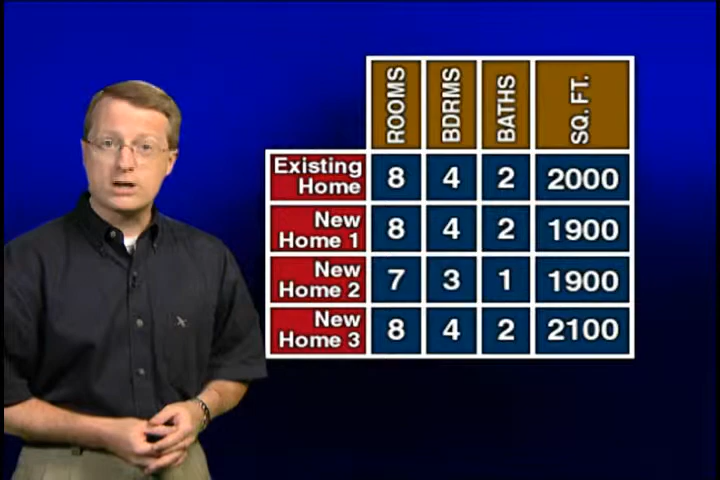 ROOMS BDRMS BATHS SQ. FT.
Existing
Home 8 4 2 2000
New
Home 1 8 4 2 1900
New
Home 2 7 3 1 1900
New
Home 3 8 4 2 2100